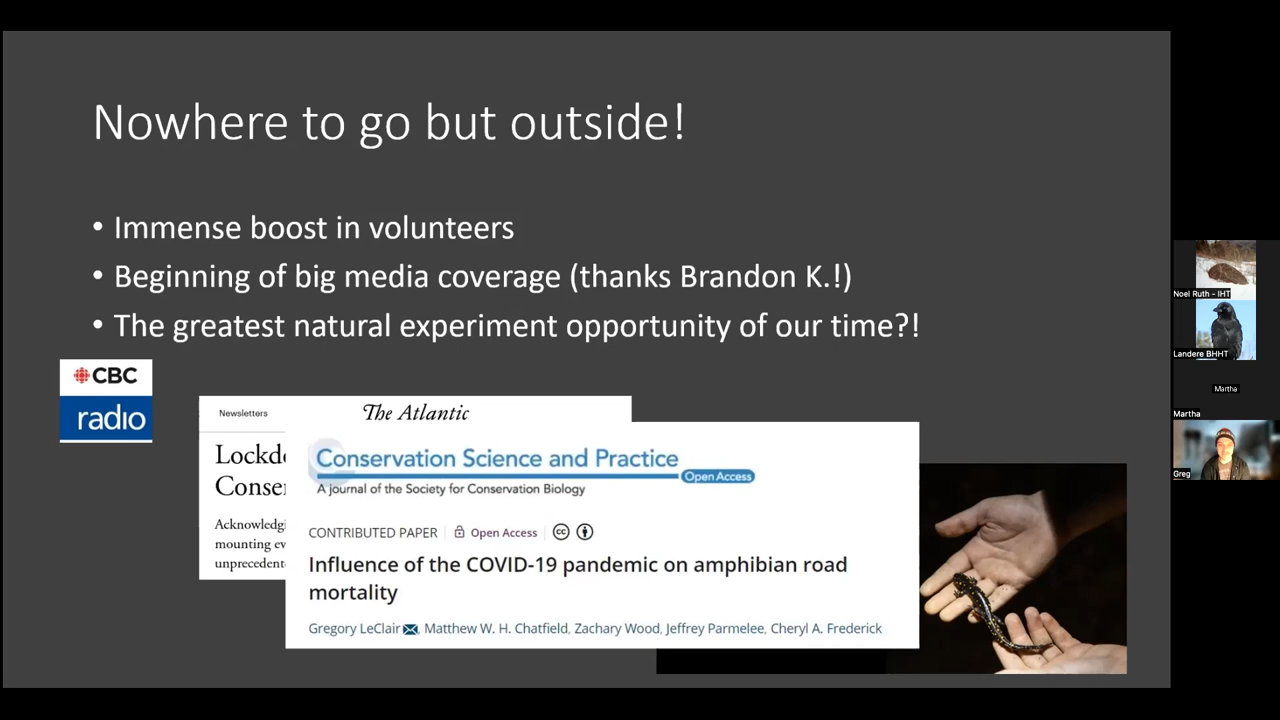 Nowhere to go but outside!
• Immense boost in volunteers
• Beginning of big media coverage (thanks Brandon K.!)
• The greatest natural experiment opportunity of our time?!
CBC
radio
Newsletters
The Atlantic
Lockd
Conse
Acknowledgi
mounting ev
unprecedent
Conservation Science and Practice
Open Access
A journal of the Society for Conservation Biology
CONTRIBUTED PAPER
Open Access
cc
Influence of the COVID-19 pandemic on amphibian road
mortality
Gregory LeClair, Matthew W. H. Chatfield, Zachary Wood, Jeffrey Parmelee, Cheryl A. Frederick
Noel Ruth - IHT
Landere BHHT
Martha
Martha
Greg